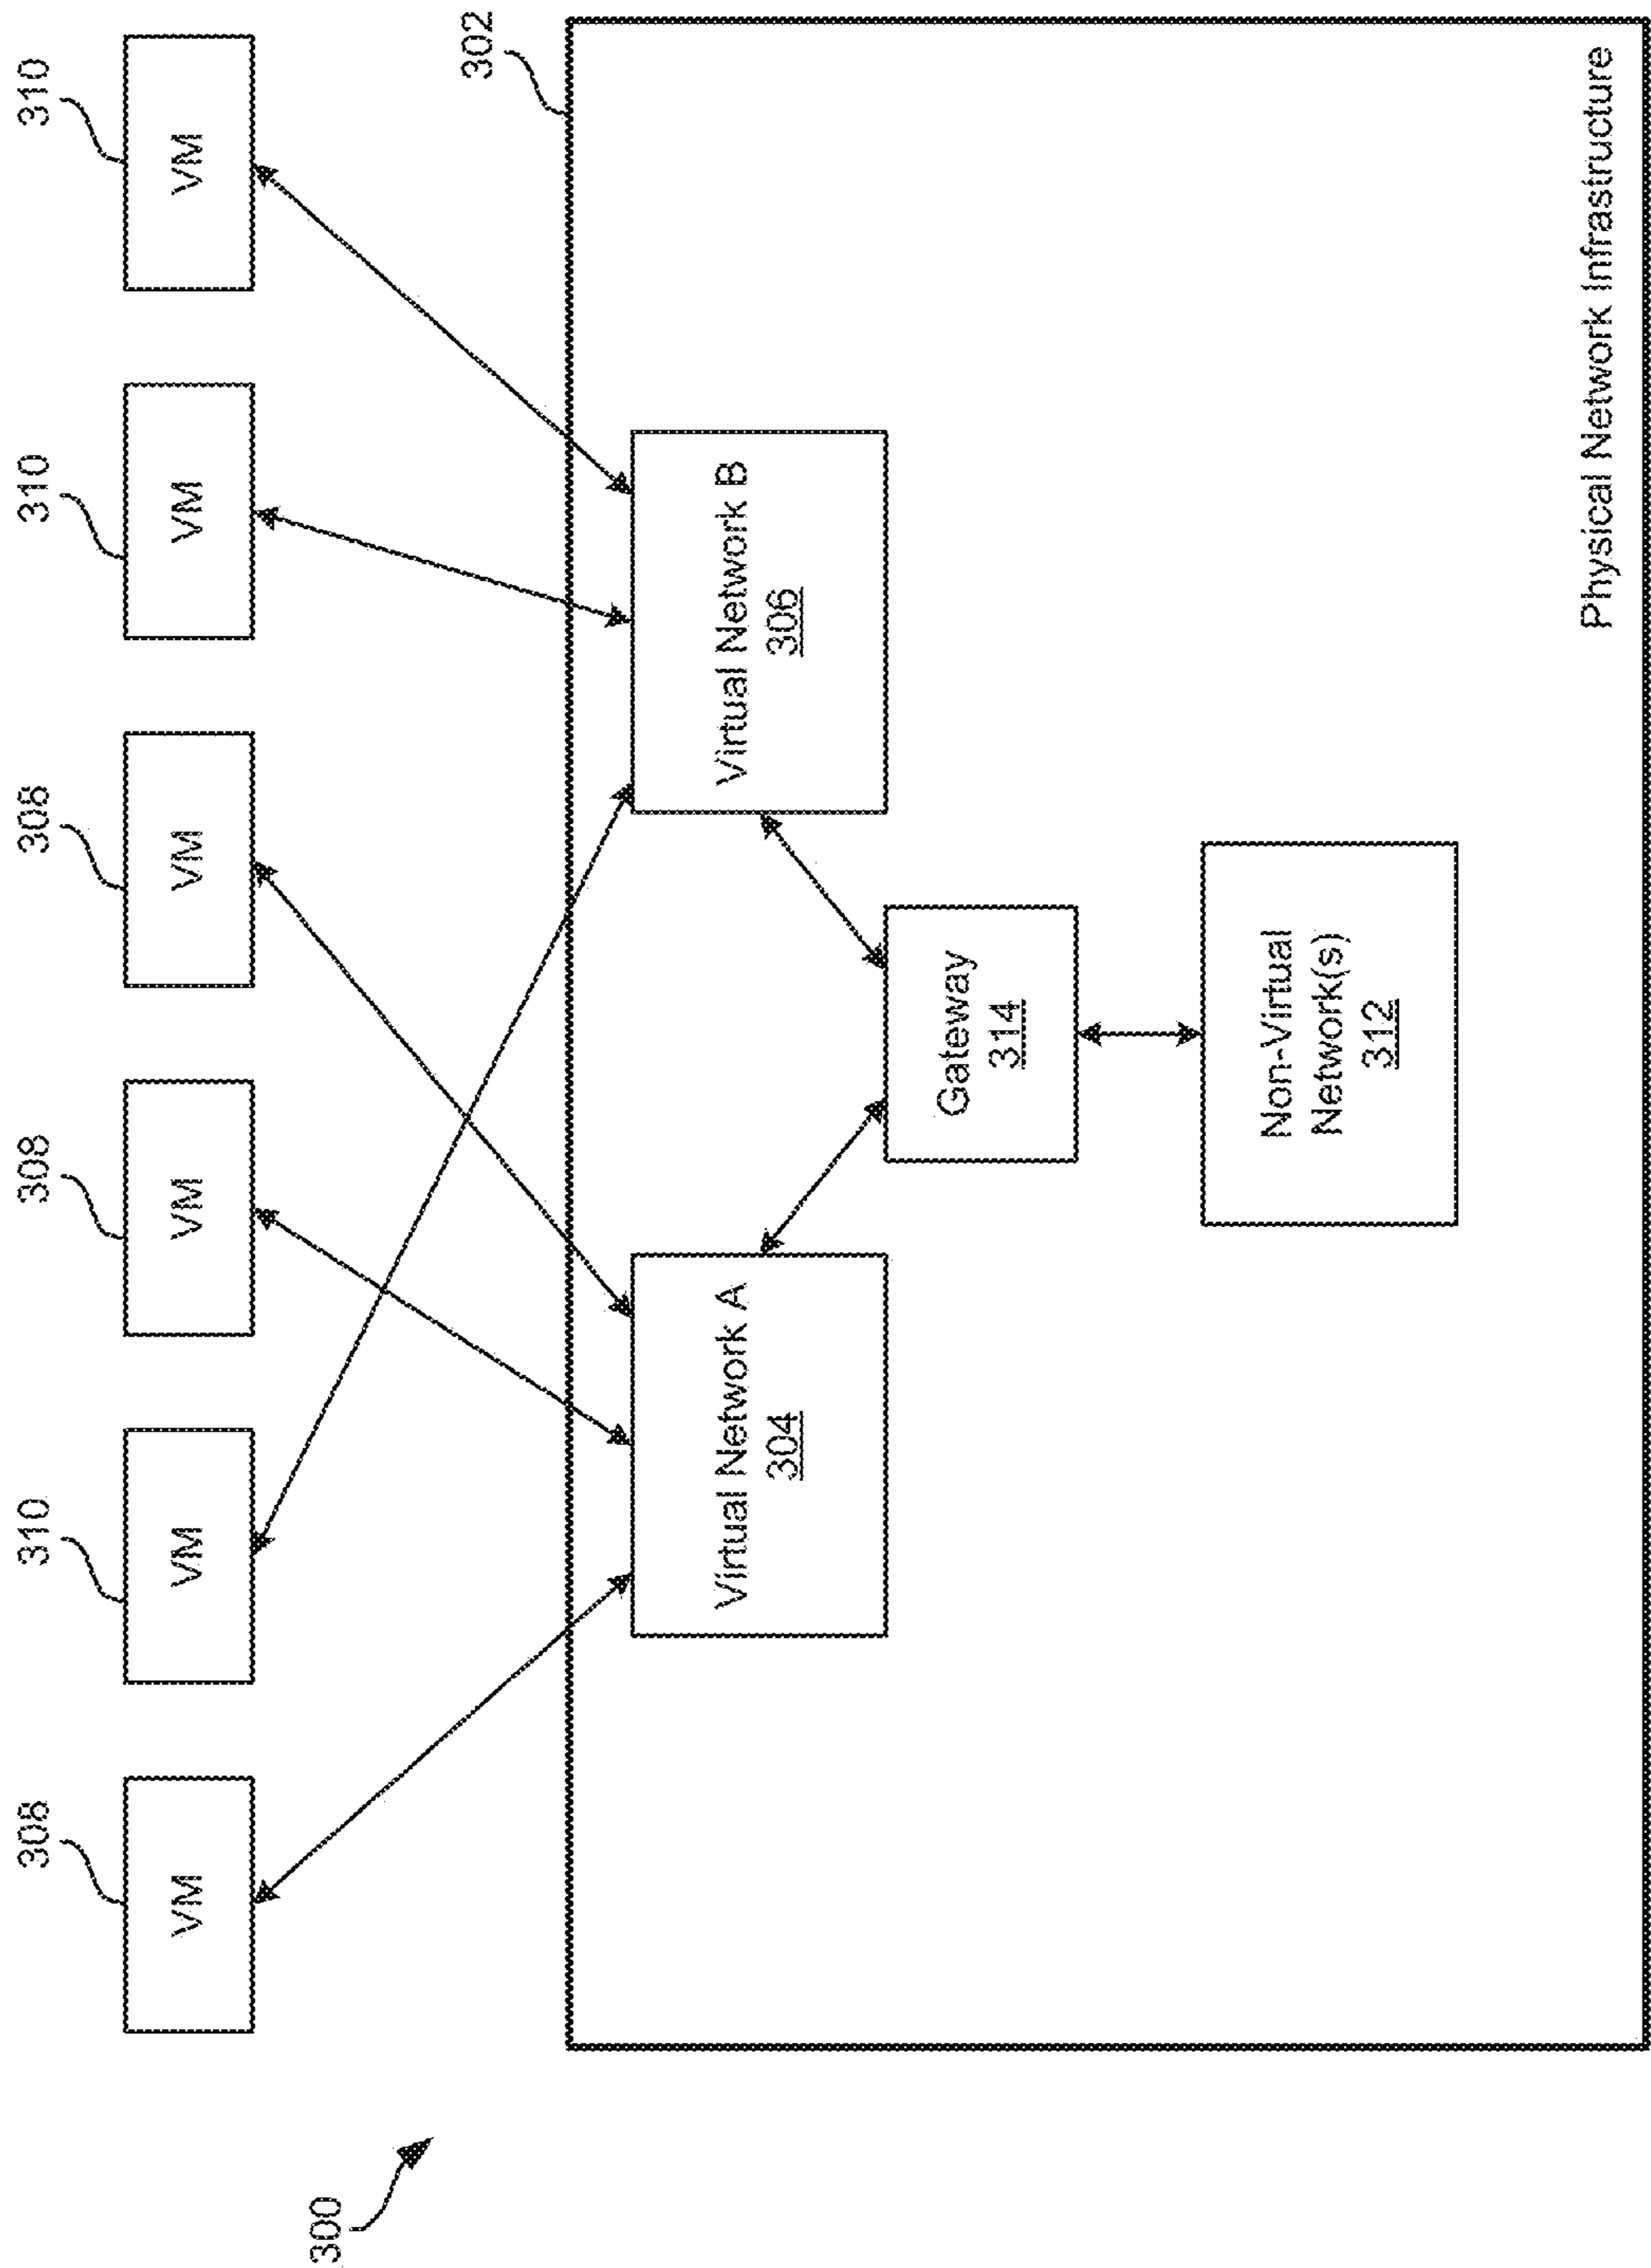 300
308
310
308
308
310
310
VM
VM
VM
VM
VM
VM
302
Virtual Network A
304
Virtual Network B
306
Gateway
314
Non-Virtual
Network(s)
312
Physical Network Infrastructure